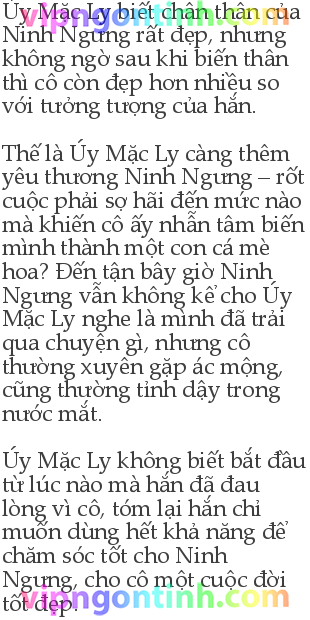 Úy Mặc Ly biết chân thân của
Ninh Ngưng rất đẹp, nhưng
không ngờ sau khi biến thân
thì cô còn đẹp hơn nhiều so
với tưởng tượng của hắn.
Thế là Úy Mặc Ly càng thêm
yêu thương Ninh Ngưng – rốt
cuộc phải sợ hãi đến mức nào
mà khiến cô ấy nhẫn tâm biến
mình thành một con cá mè
hoa? Đến tận bây giờ Ninh
Ngưng vẫn không kể cho Úy
Mặc Ly nghe là mình đã trải
qua chuyện gì, nhưng cô
thường xuyên gặp ác mộng,
cũng thường tỉnh dậy trong
nước mắt.
Úy Mặc Ly không biết bắt đầu
từ lúc nào mà hắn đã đau
lòng vì cô, tóm lại hắn chỉ
muốn dùng hết khả năng để
chăm sóc tốt cho Ninh
Ngưng, cho cô một cuộc đời
tốt đẹp.
vipngontinh.com
vipngontinh.com